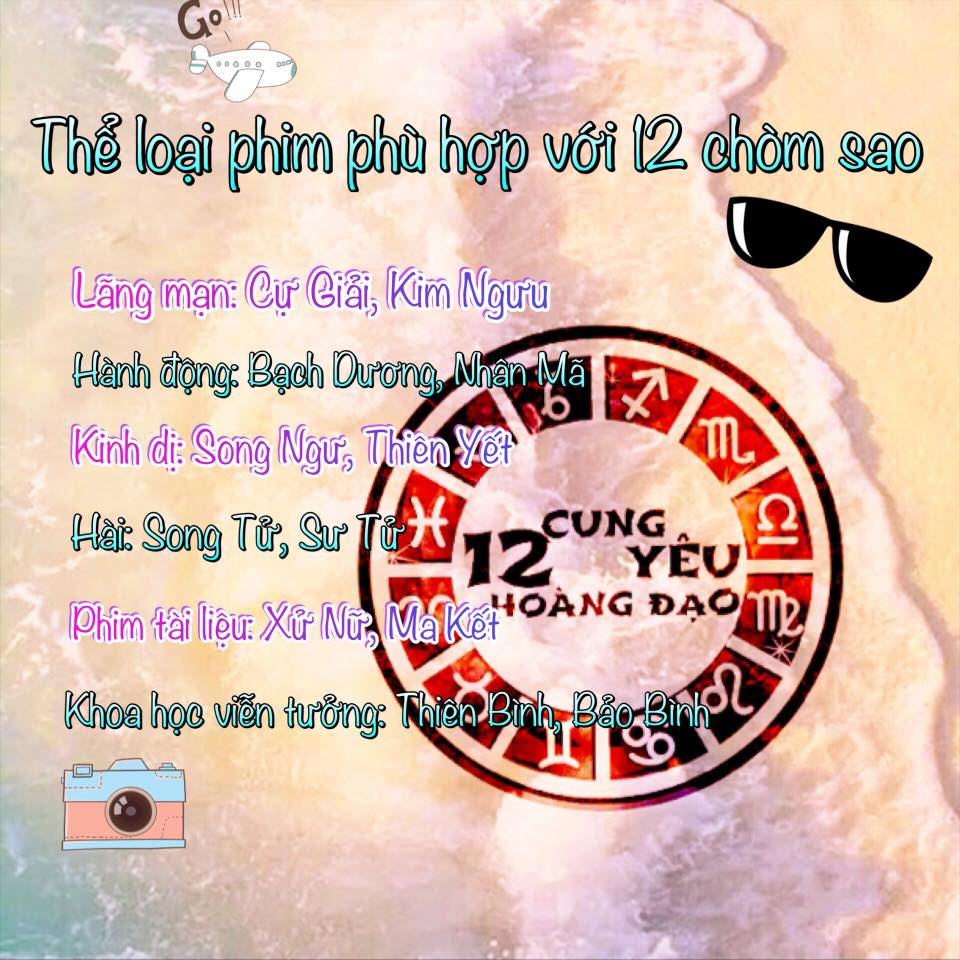 Go!!!
Thể loại phim phù hợp với 12 chòm sao
Lãng mạn: Cự Giải, Kim Ngưu
Hành động: Bạch Dương, Nhân Mã
Kinh dị: Song Ngư, Thiên Yết
Hài: Song Tử, Sư Tử
Phim tài liệu: Xử Nữ, Ma Kết
Khoa học viễn tưởng: Thiên Bình, Bảo Bình
12 CUNG
YÊU
HOÀNG ĐẠO